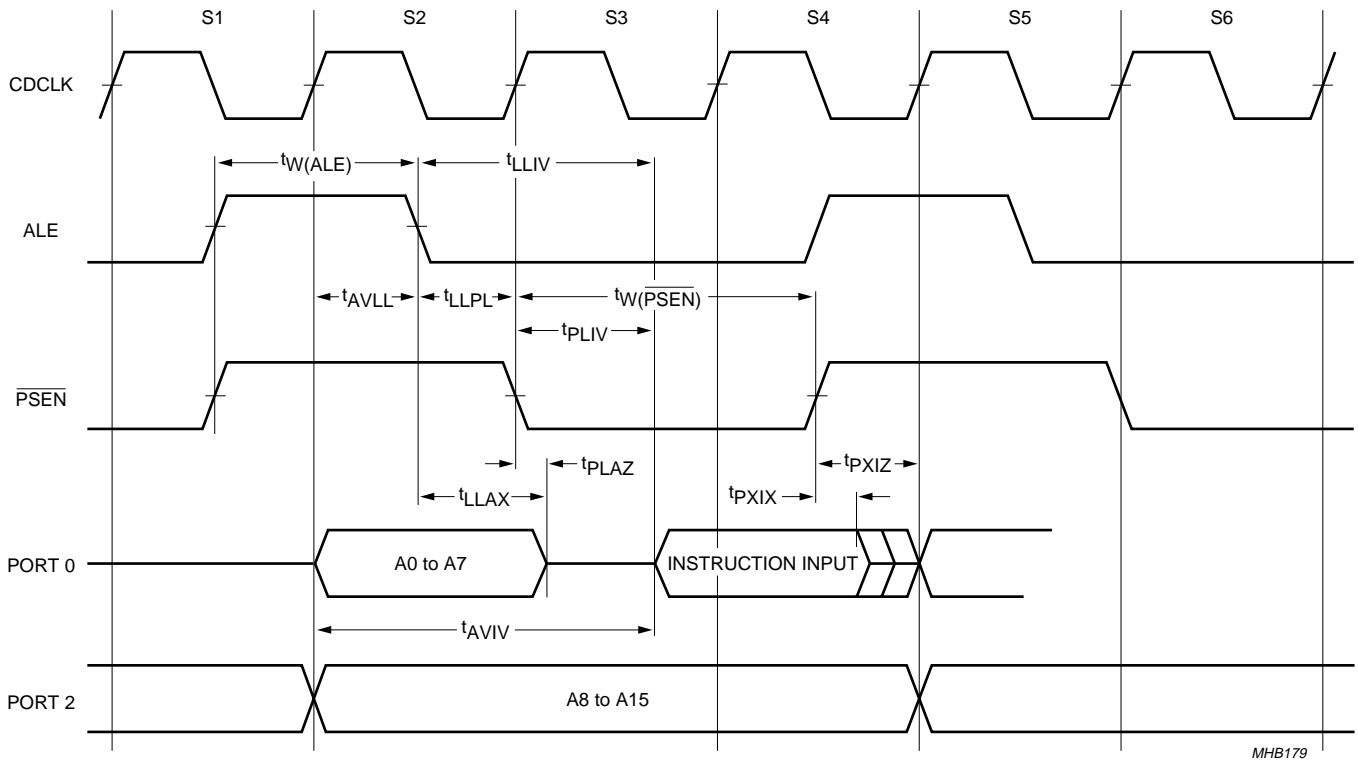 S1 S2 S3 S4 S5 S6
CDCLK
tW(ALE) tLLIV
ALE
tAVLL tLLPL tW(PSEN)
tPLIV
PSEN
tPLAZ tPXIZ
tLLAX tPXIX
PORT 0 A0 to A7 INSTRUCTION INPUT
tAVIV
PORT 2 A8 to A15
MHB179